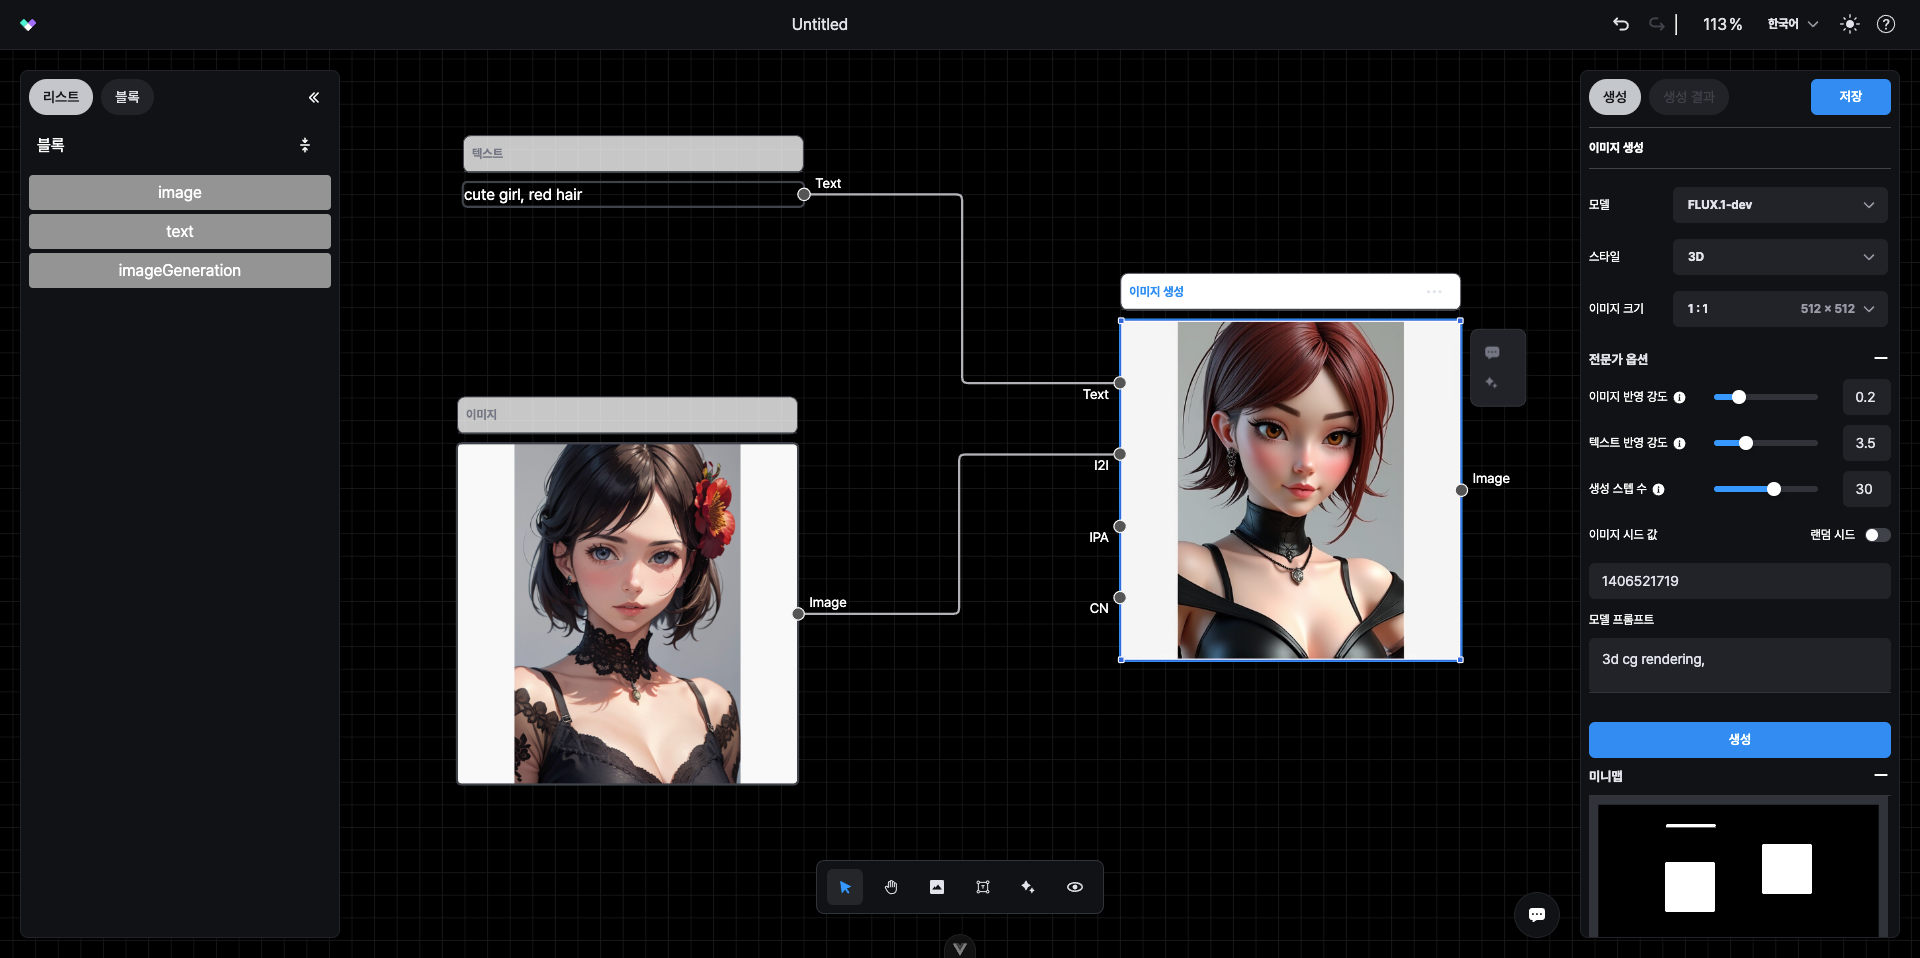 Untitled
113 %
한국어
리스트
블록
블록
image
text
imageGeneration
텍스트
cute girl, red hair
Text
이미지
Image
이미지 생성
Text
I2I
IPA
CN
Image
생성
생성 결과
저장
이미지 생성
모델
FLUX.1-dev
스타일
3D
이미지 크기
1 : 1
512 × 512
전문가 옵션
이미지 반영 강도
0.2
텍스트 반영 강도
3.5
생성 스텝 수
30
이미지 시드 값
랜덤 시드
1406521719
모델 프롬프트
3d cg rendering,
생성
미니맵